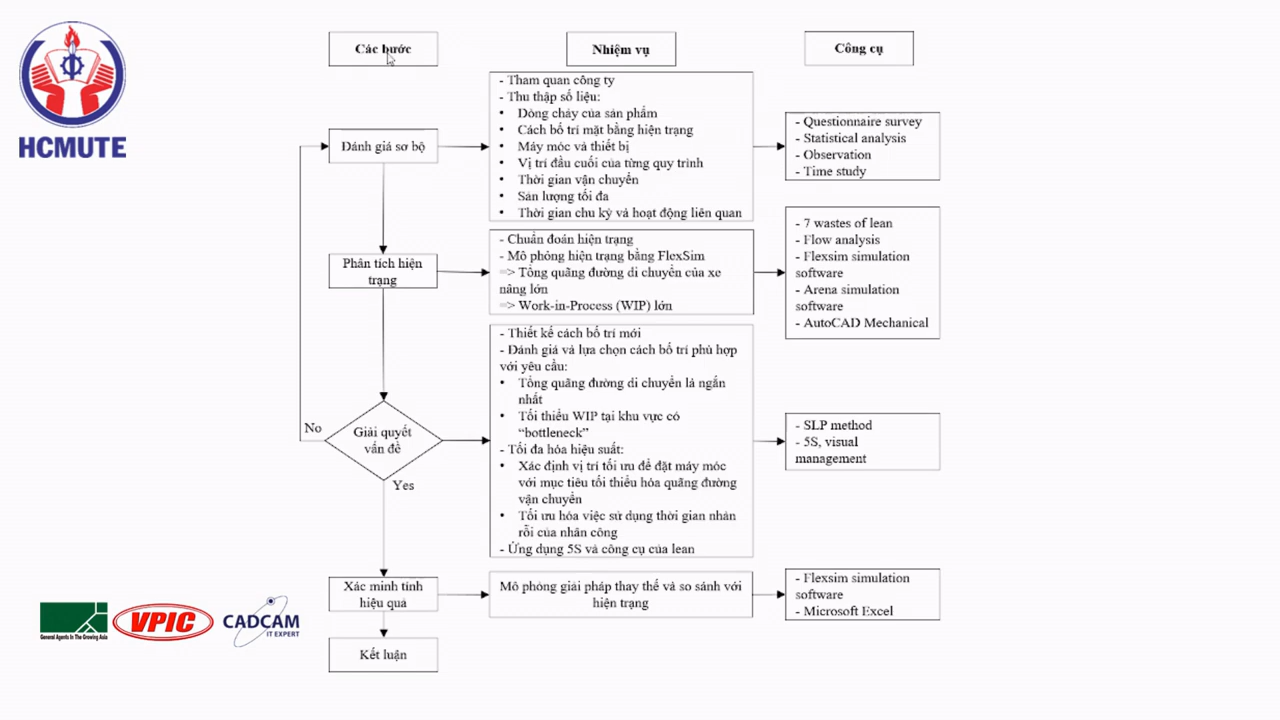 HCMUTE
Các bước
Nhiệm vụ
Công cụ
Đánh giá sơ bộ
- Tham quan công ty
- Thu thập số liệu:
• Dòng chảy của sản phẩm
• Cách bố trí mặt bằng hiện trạng
• Máy móc và thiết bị
• Vị trí đầu cuối của từng quy trình
• Thời gian vận chuyển
• Sản lượng tối đa
• Thời gian chu kỳ và hoạt động liên quan
- Questionnaire survey
- Statistical analysis
- Observation
- Time study
Phân tích hiện
trạng
- Chuẩn đoán hiện trạng
- Mô phỏng hiện trạng bằng FlexSim
=> Tổng quãng đường di chuyển của xe
nâng lớn
=> Work-in-Process (WIP) lớn
- 7 wastes of lean
- Flow analysis
- Flexsim simulation
software
- Arena simulation
software
- AutoCAD Mechanical
Giải quyết
vấn đề
No
Yes
- Thiết kế cách bố trí mới
- Đánh giá và lựa chọn cách bố trí phù hợp
với yêu cầu:
• Tổng quãng đường di chuyển là ngắn
nhất
• Tối thiểu WIP tại khu vực có
“bottleneck”
- Tối đa hóa hiệu suất:
• Xác định vị trí tối ưu để đặt máy móc
với mục tiêu tối thiểu hóa quãng đường
vận chuyển
• Tối ưu hóa việc sử dụng thời gian nhàn
rỗi của nhân công
- Ứng dụng 5S và công cụ của lean
- SLP method
- 5S, visual
management
Xác minh tính
hiệu quả
Mô phỏng giải pháp thay thế và so sánh với
hiện trạng
- Flexsim simulation
software
- Microsoft Excel
Kết luận
General Agents In The Growing Asia
VPIC
CADCAM
IT EXPERT